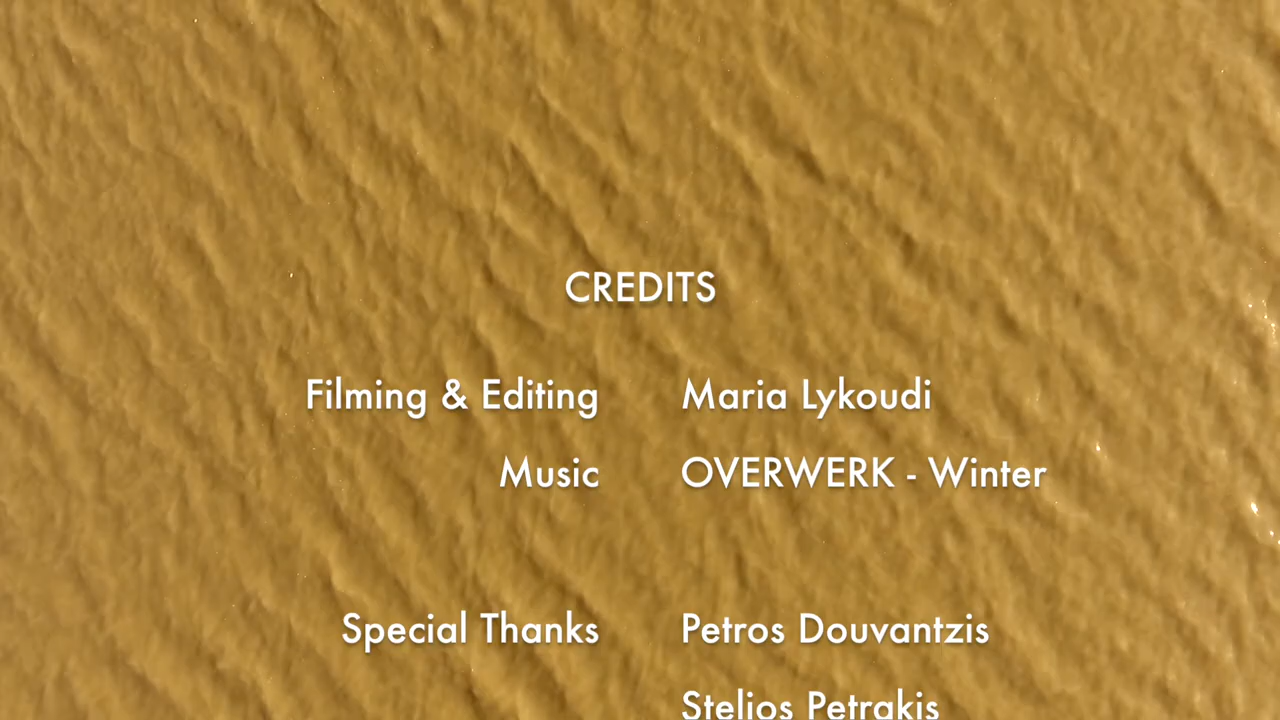 CREDITS
Filming & Editing Maria Lykoudi
Music OVERWERK - Winter
Special Thanks Petros Douvantzis
Stelios Petrakis